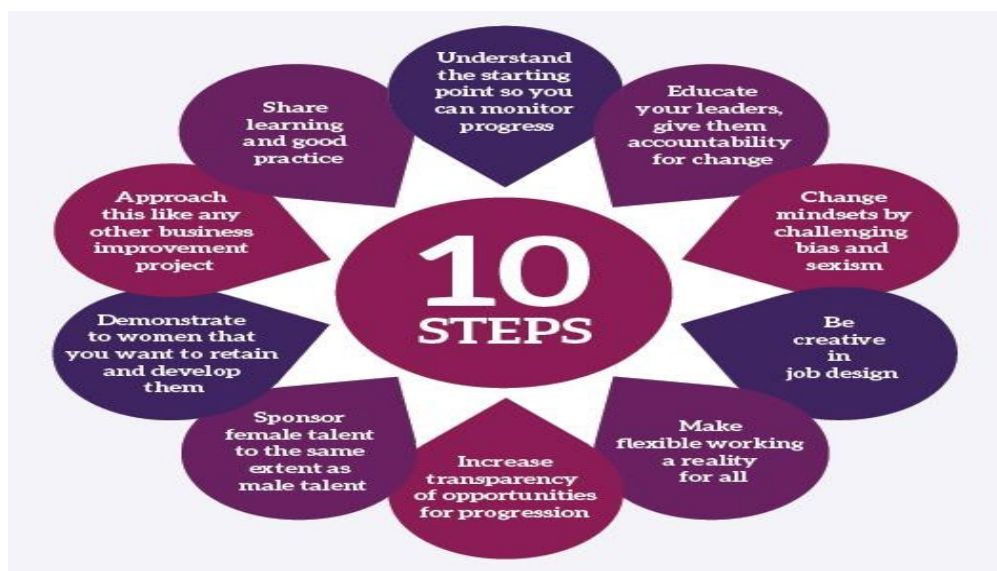 10
STEPS
Understand
the starting
point so you
can monitor
progress
Educate
your leaders,
give them
accountability
for change
Change
mindsets by
challenging
bias and
sexism
Be
creative
in
job design
Make
flexible working
a reality
for all
Increase
transparency
of opportunities
for progression
Sponsor
female talent
to the same
extent as
male talent
Demonstrate
to women that
you want to retain
and develop
them
Approach
this like any
other business
improvement
project
Share
learning
and good
practice